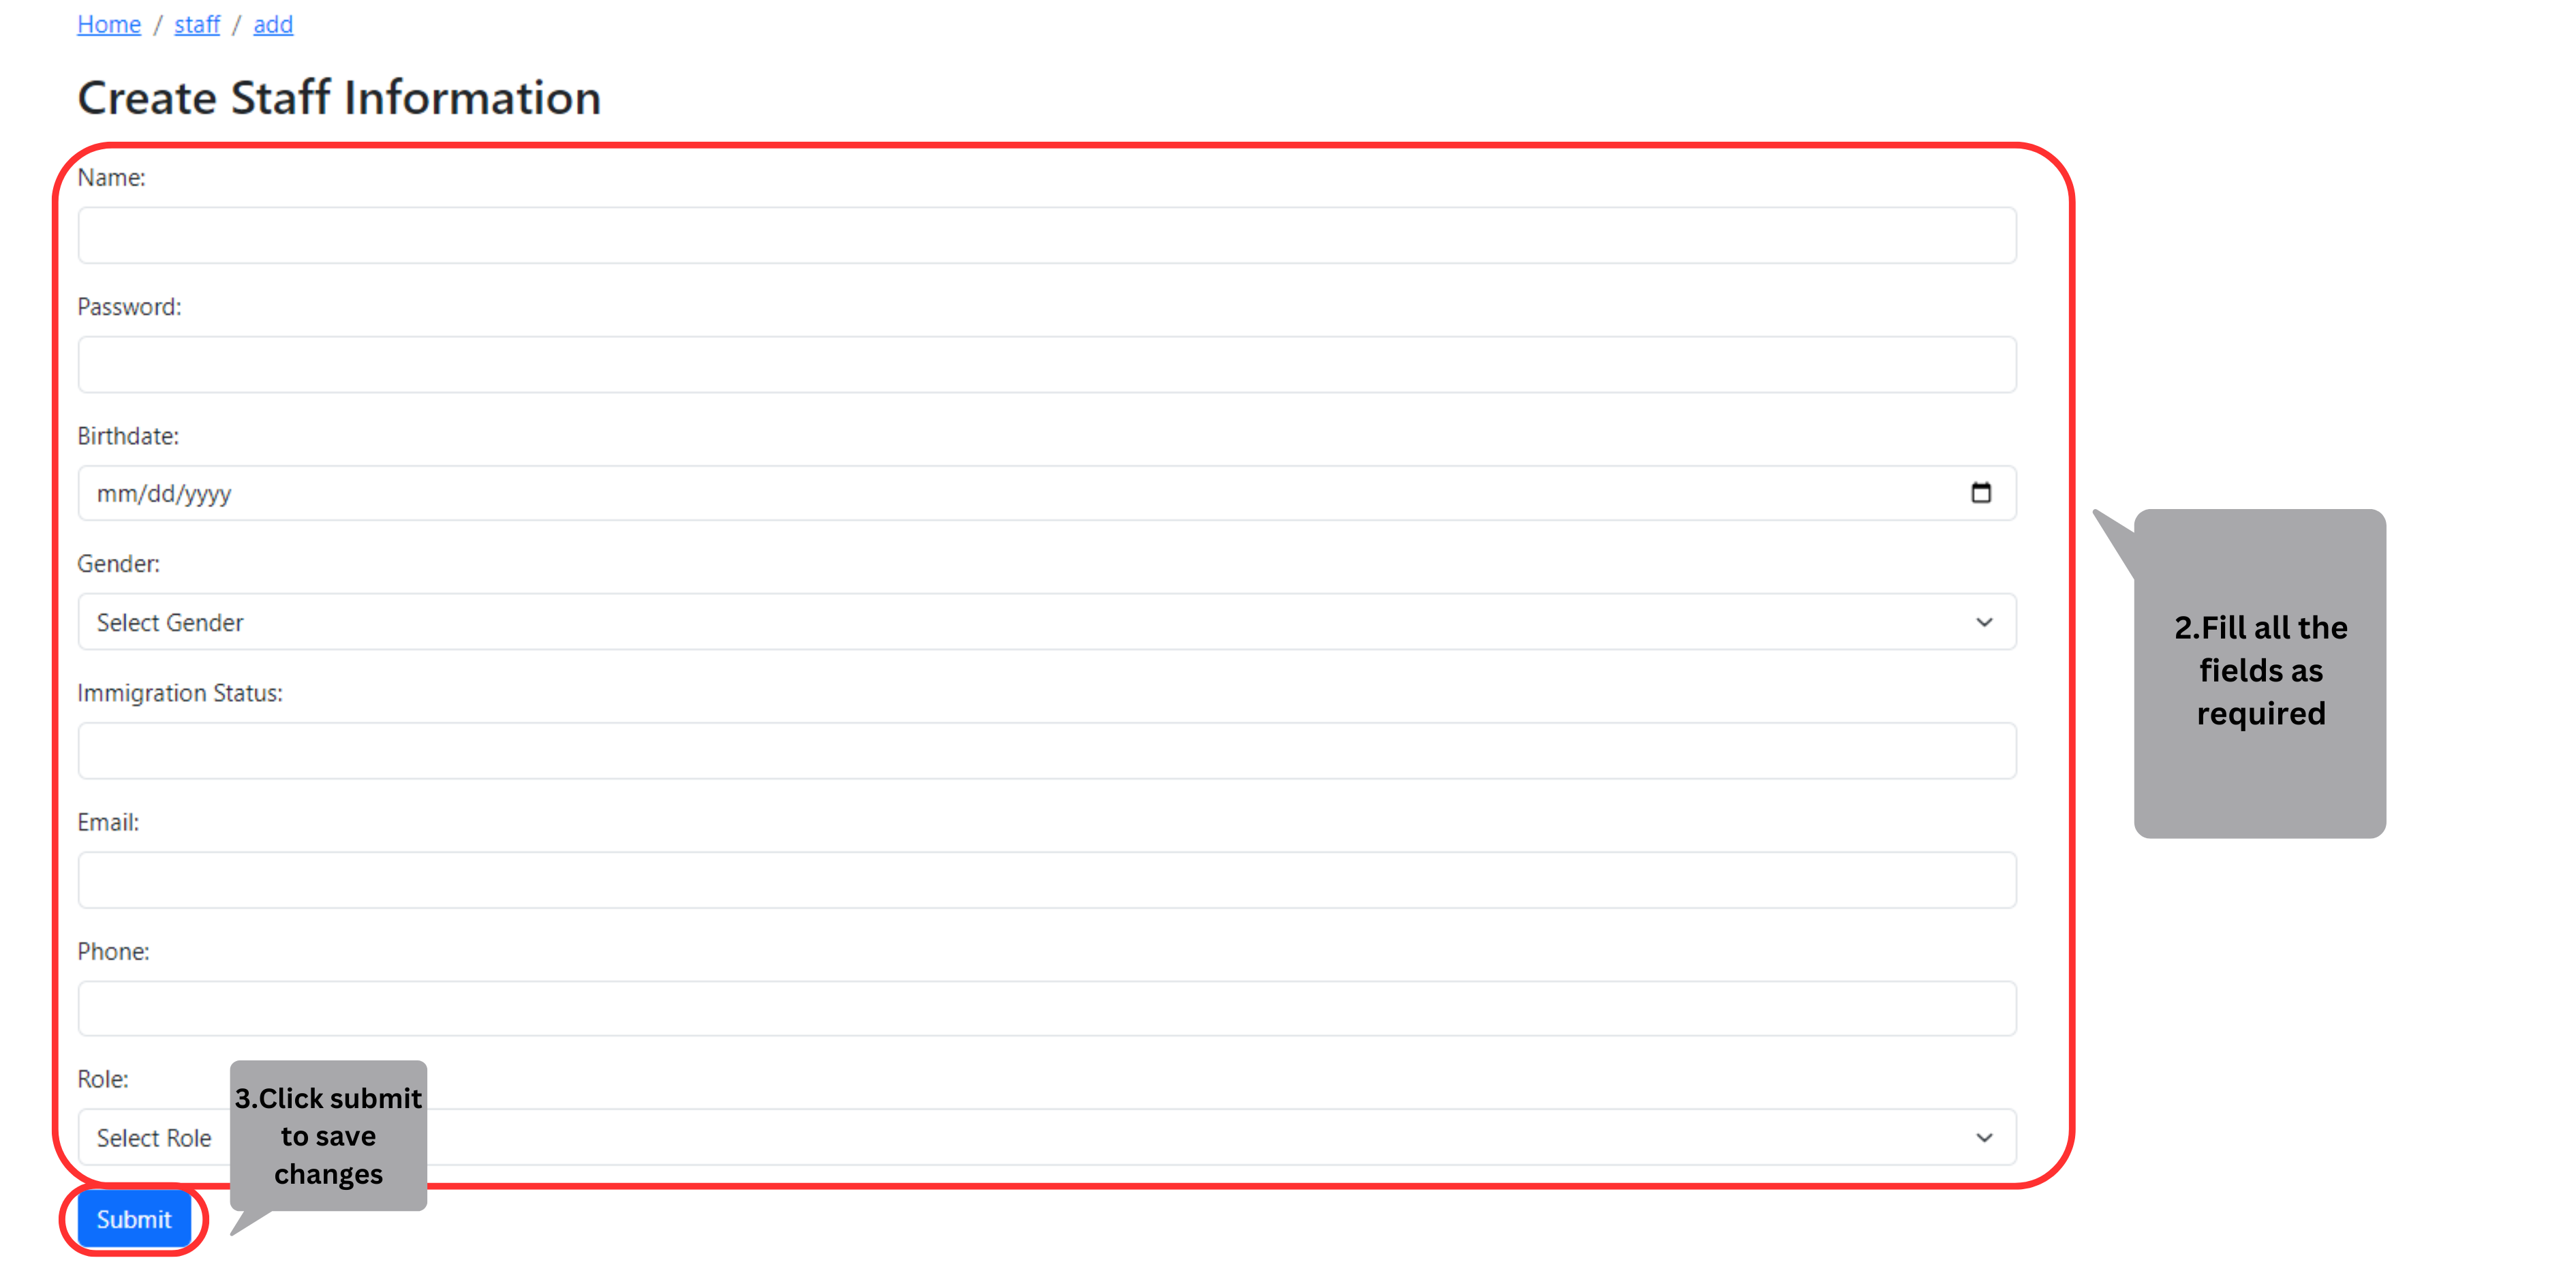 Home / staff / add
Create Staff Information
Name:
Password:
Birthdate:
mm/dd/yyyy
Gender:
Select Gender
Immigration Status:
Email:
Phone:
Role:
Select Role
Submit
2.Fill all the
fields as
required
3.Click submit
to save
changes